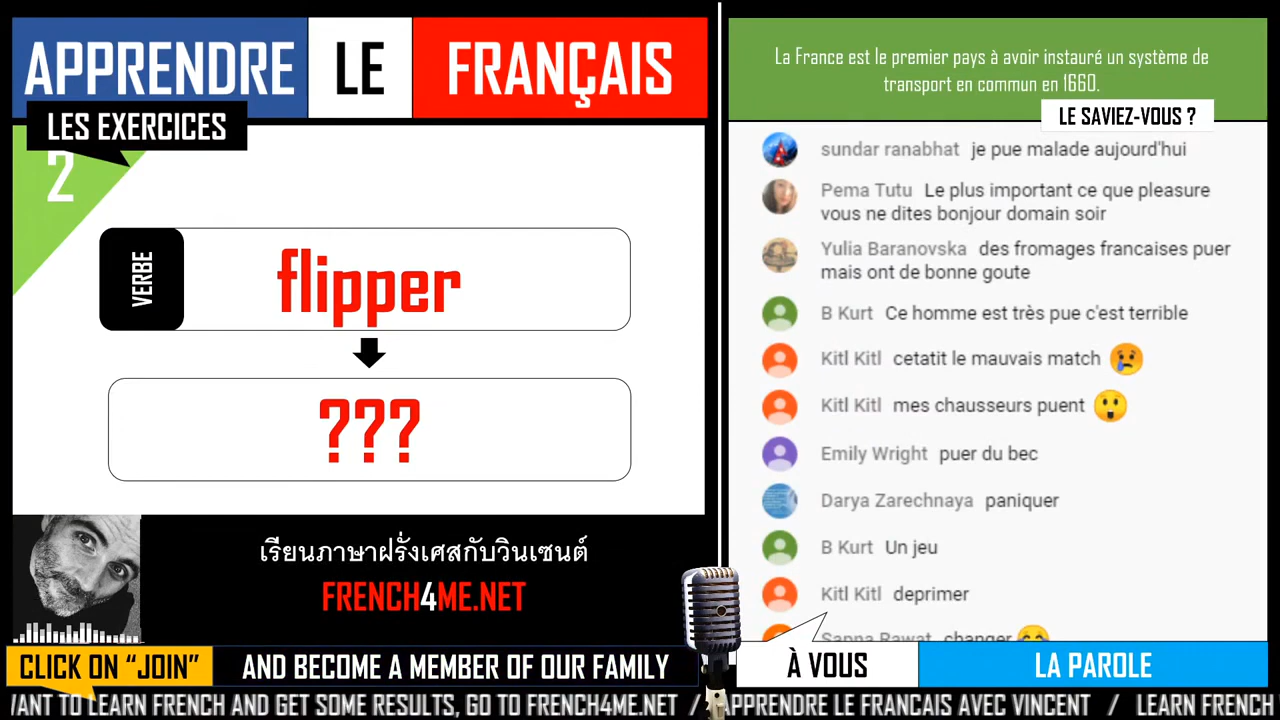 APPRENDRE LE FRANÇAIS
LES EXERCICES
2
VERBE
flipper
???
เรียนภาษาฝรั่งเศสกับวินเซนต์
FRENCH4ME.NET
CLICK ON “JOIN” AND BECOME A MEMBER OF OUR FAMILY
La France est le premier pays à avoir instauré un système de
transport en commun en 1660.
LE SAVIEZ-VOUS ?
sundar ranabhat je pue malade aujourd'hui
Pema Tutu Le plus important ce que pleasure
vous ne dites bonjour domain soir
Yulia Baranovska des fromages francaises puer
mais ont de bonne goute
B Kurt Ce homme est très pue c'est terrible
Kitl Kitl cetatit le mauvais match
Kitl Kitl mes chausseurs puent
Emily Wright puer du bec
Darya Zarechnaya paniquer
B Kurt Un jeu
Kitl Kitl deprimer
Sapna Rawat changer
À VOUS LA PAROLE
WANT TO LEARN FRENCH AND GET SOME RESULTS, GO TO FRENCH4ME.NET / APPRENDRE LE FRANCAIS AVEC VINCENT / LEARN FRENCH